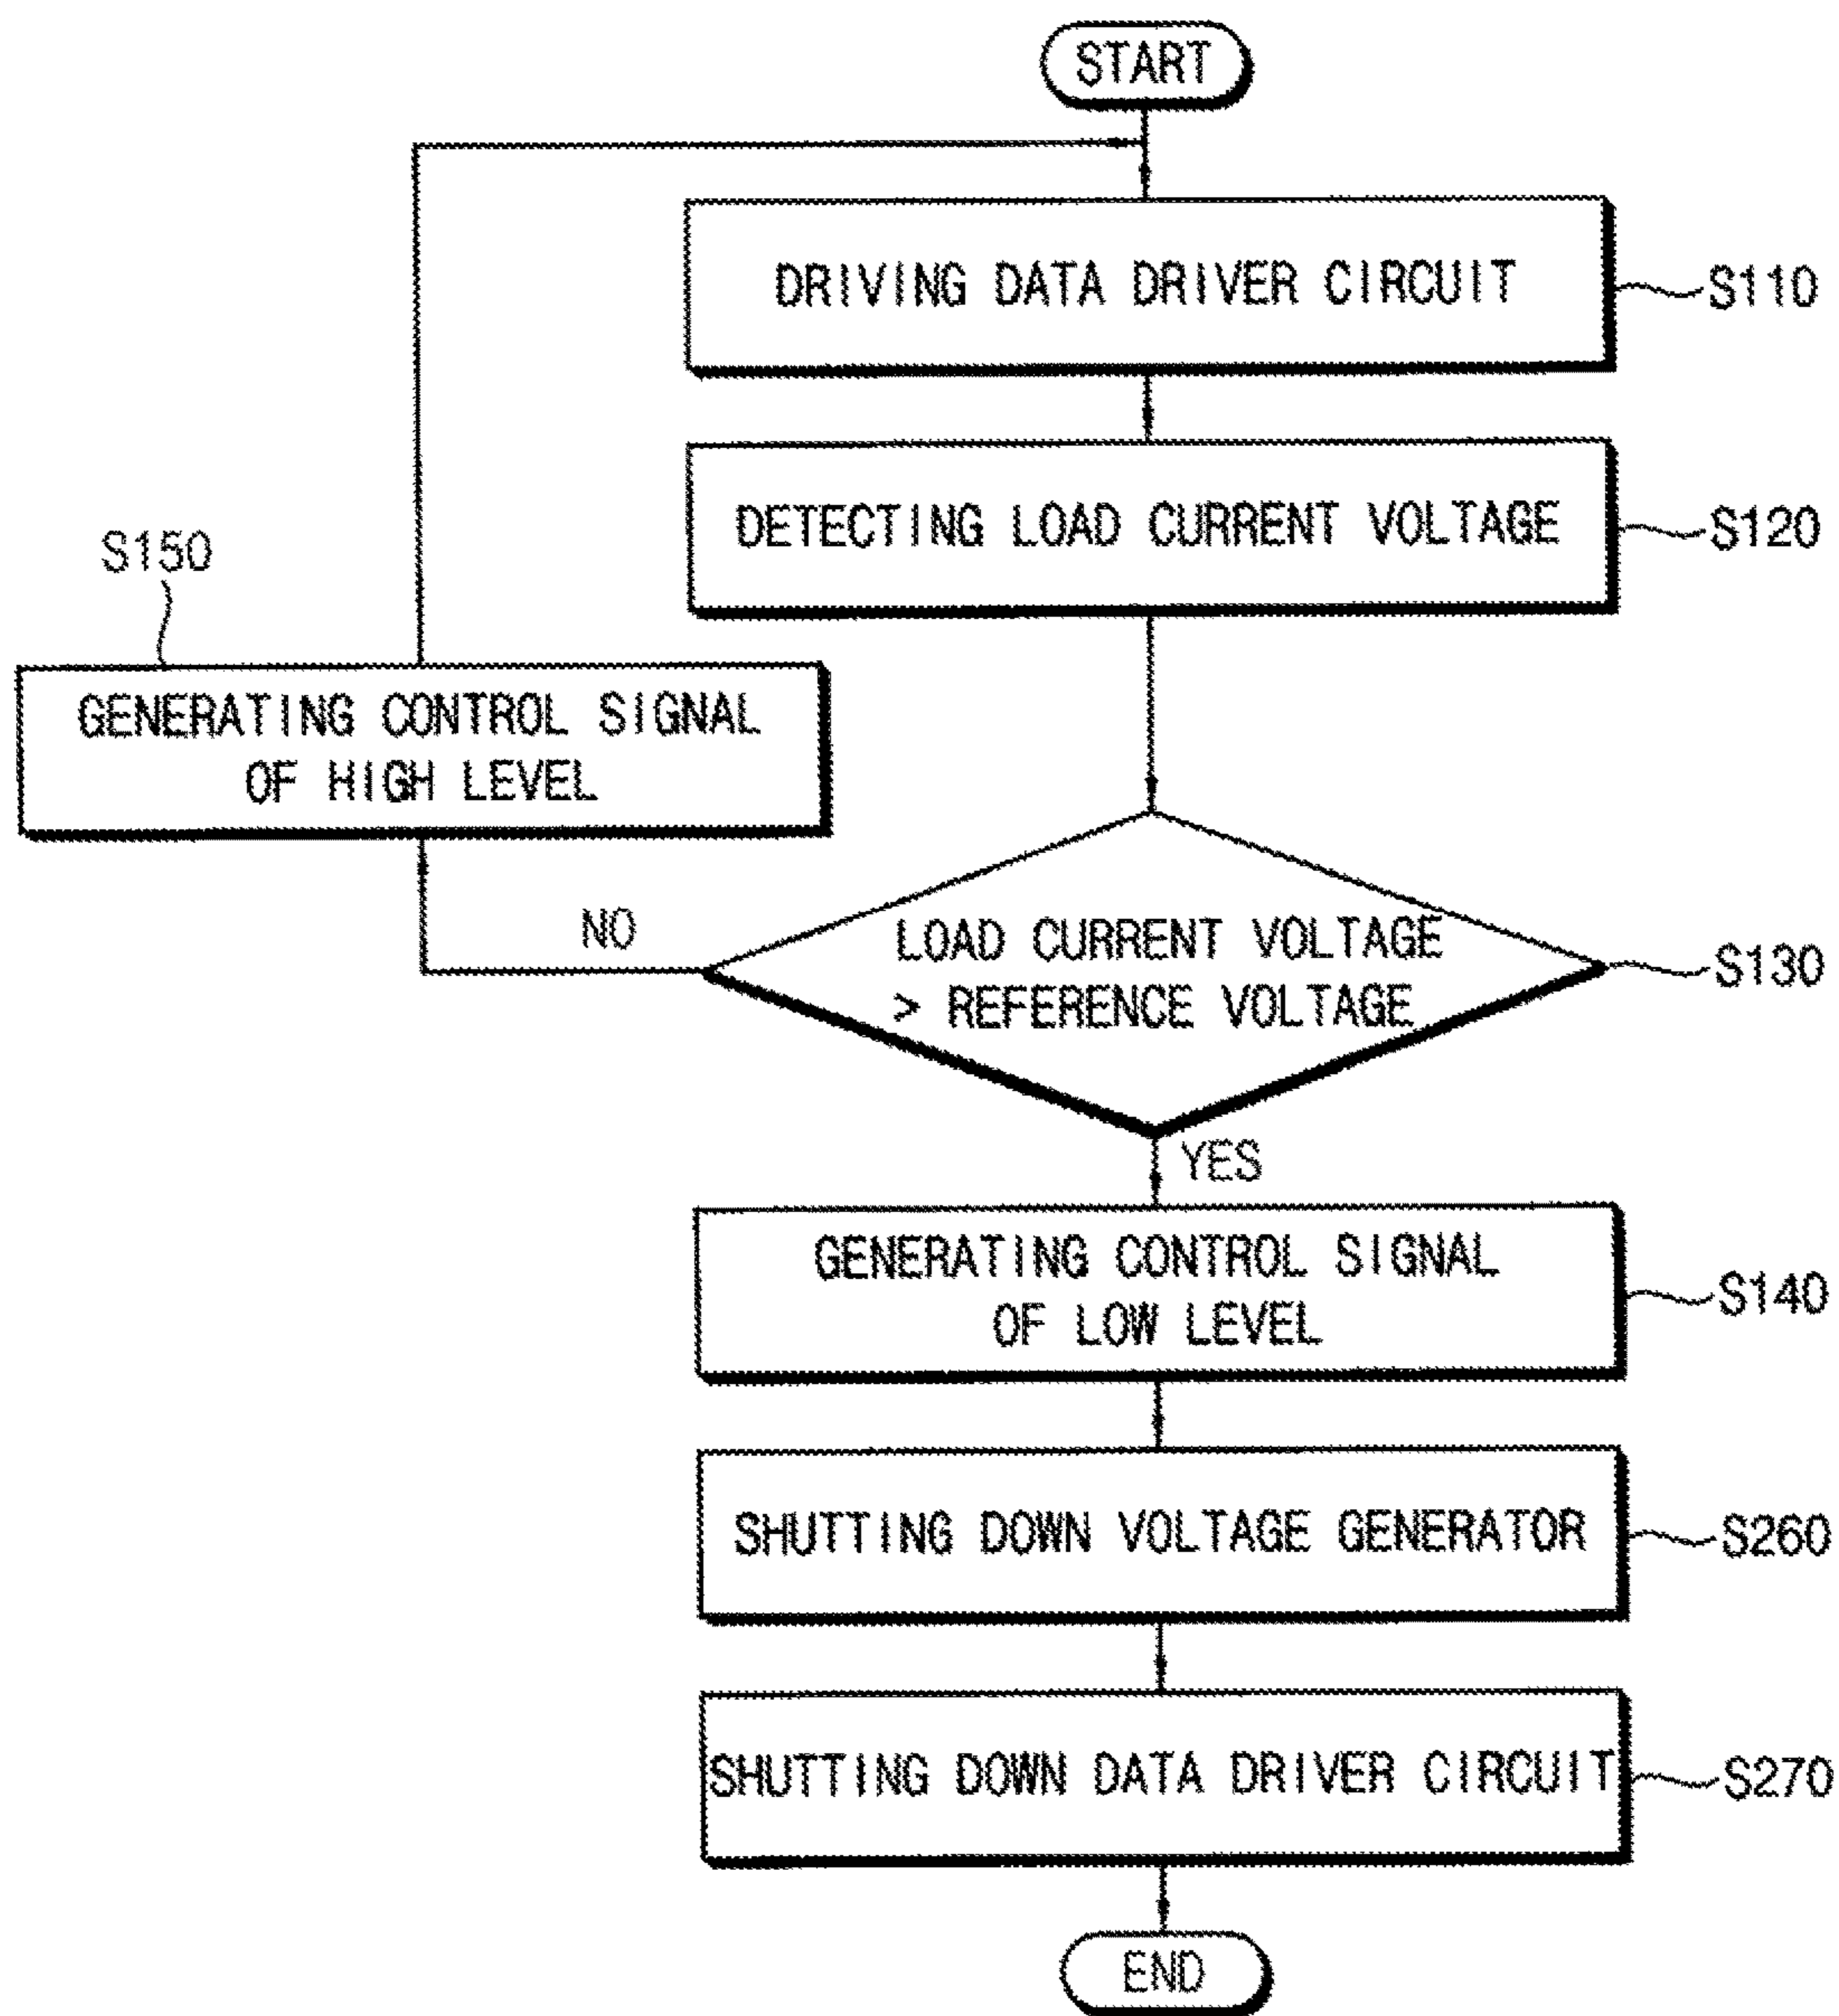 START
DRIVING DATA DRIVER CIRCUIT
S110
DETECTING LOAD CURRENT VOLTAGE
S120
S150
GENERATING CONTROL SIGNAL
OF HIGH LEVEL
NO
LOAD CURRENT VOLTAGE
> REFERENCE VOLTAGE
S130
YES
GENERATING CONTROL SIGNAL
OF LOW LEVEL
S140
SHUTTING DOWN VOLTAGE GENERATOR
S260
SHUTTING DOWN DATA DRIVER CIRCUIT
S270
END